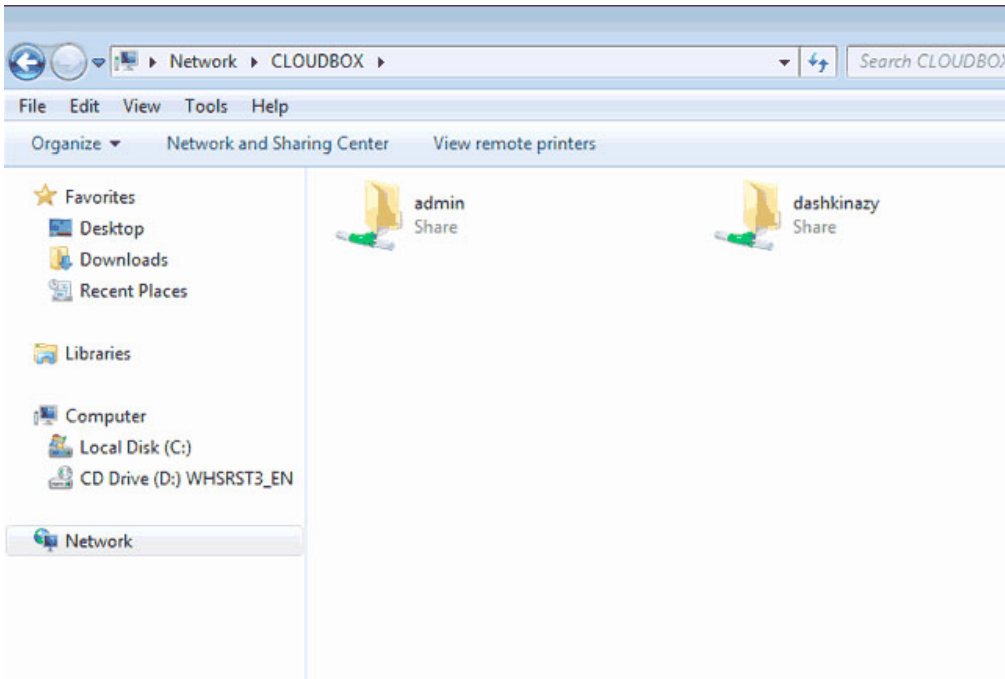 Network CLOUDBOX
Search CLOUDBOX
File Edit View Tools Help
Organize Network and Sharing Center View remote printers
Favorites
Desktop
Downloads
Recent Places
Libraries
Computer
Local Disk (C:)
CD Drive (D:) WHSRST3_EN
Network
admin
Share
dashkinazy
Share